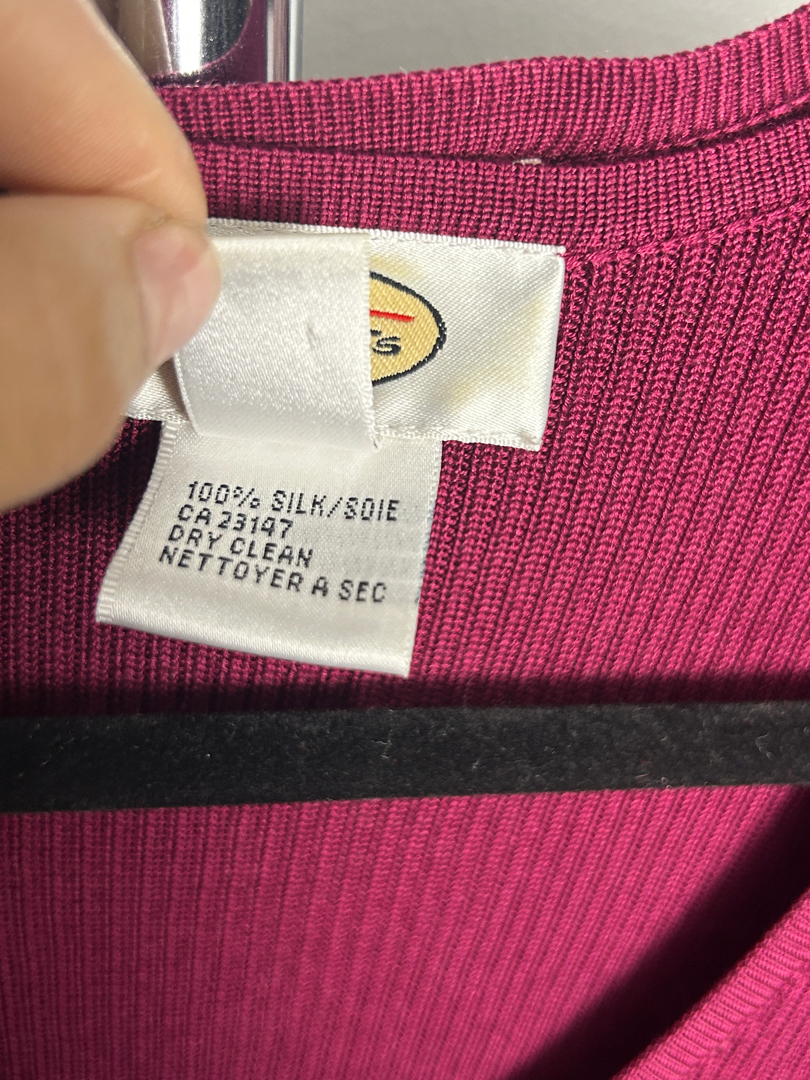 100% SILK/SOIE
CA 23147
DRY CLEAN
NETTOYER A SEC